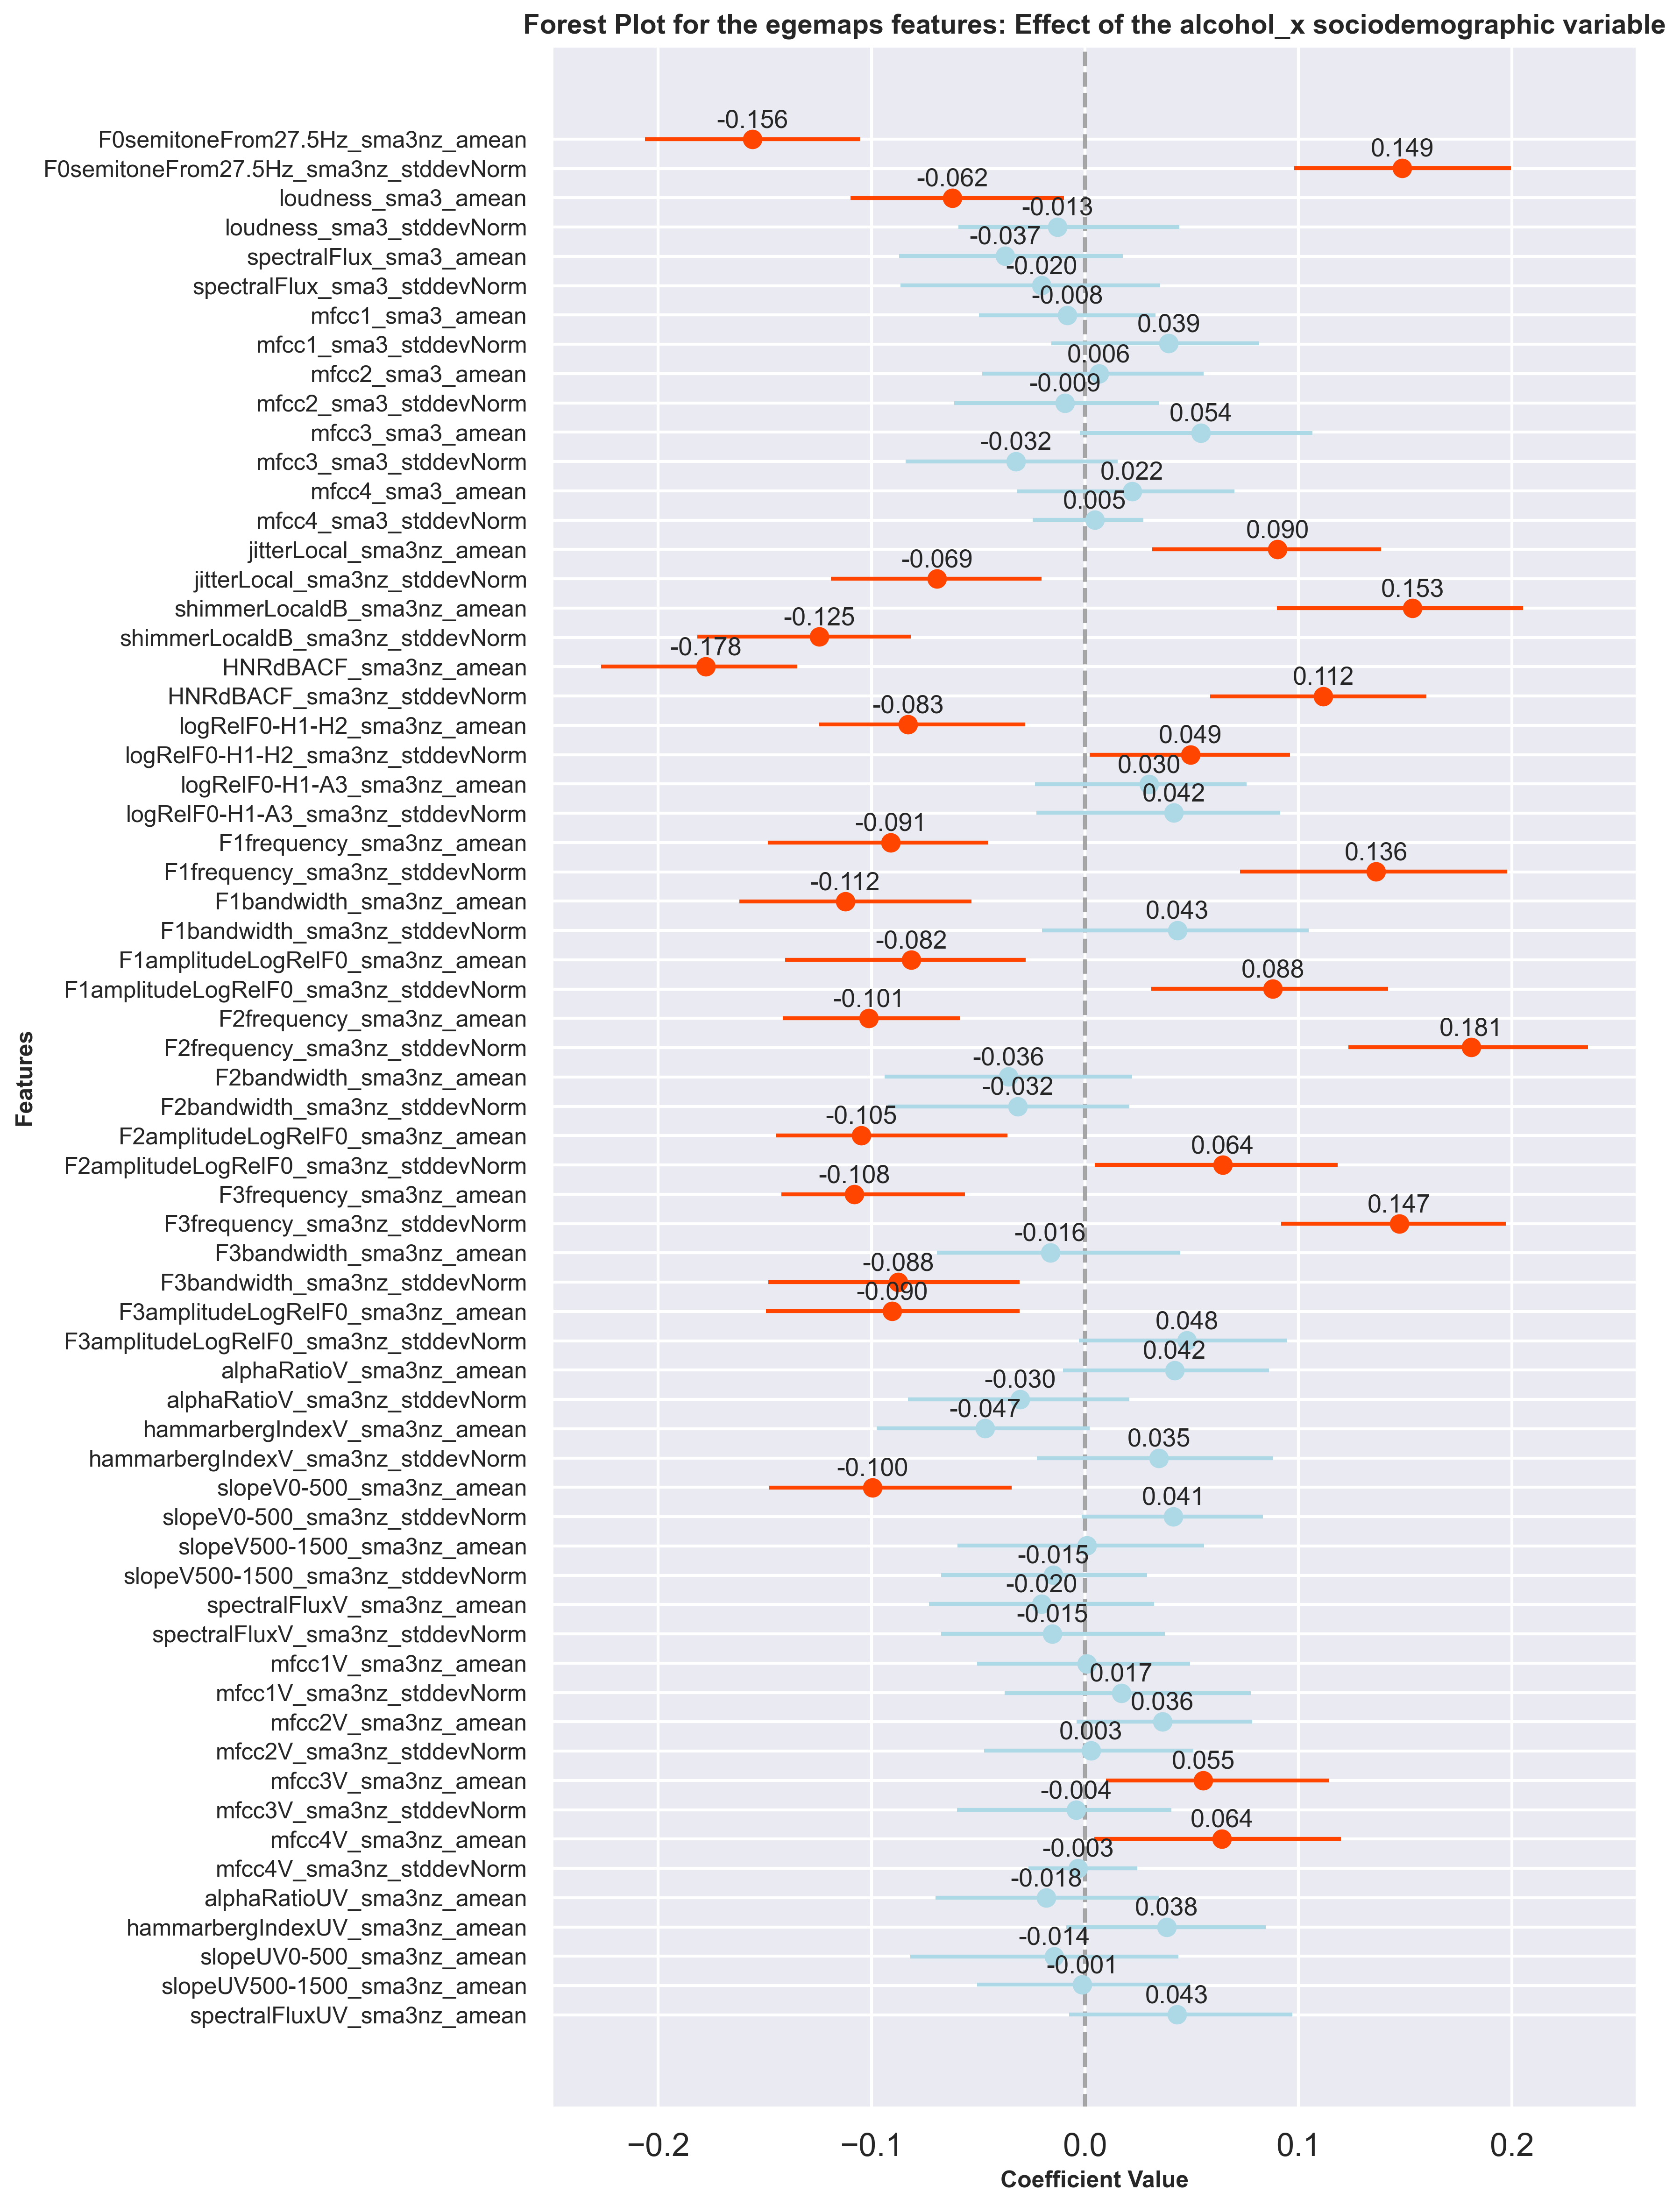 Forest Plot for the egemaps features: Effect of the alcohol_x sociodemographic variable
Features
F0semitoneFrom27.5Hz_sma3nz_amean -0.156
F0semitoneFrom27.5Hz_sma3nz_stddevNorm 0.149
loudness_sma3_amean -0.062
loudness_sma3_stddevNorm -0.013
spectralFlux_sma3_amean -0.037
spectralFlux_sma3_stddevNorm -0.020
mfcc1_sma3_amean -0.008
mfcc1_sma3_stddevNorm 0.039
mfcc2_sma3_amean 0.006
mfcc2_sma3_stddevNorm -0.009
mfcc3_sma3_amean 0.054
mfcc3_sma3_stddevNorm -0.032
mfcc4_sma3_amean 0.022
mfcc4_sma3_stddevNorm 0.005
jitterLocal_sma3nz_amean 0.090
jitterLocal_sma3nz_stddevNorm -0.069
shimmerLocaldB_sma3nz_amean 0.153
shimmerLocaldB_sma3nz_stddevNorm -0.125
HNRdBACF_sma3nz_amean -0.178
HNRdBACF_sma3nz_stddevNorm 0.112
logRelF0-H1-H2_sma3nz_amean -0.083
logRelF0-H1-H2_sma3nz_stddevNorm 0.049
logRelF0-H1-A3_sma3nz_amean 0.030
logRelF0-H1-A3_sma3nz_stddevNorm 0.042
F1frequency_sma3nz_amean -0.091
F1frequency_sma3nz_stddevNorm 0.136
F1bandwidth_sma3nz_amean -0.112
F1bandwidth_sma3nz_stddevNorm 0.043
F1amplitudeLogRelF0_sma3nz_amean -0.082
F1amplitudeLogRelF0_sma3nz_stddevNorm 0.088
F2frequency_sma3nz_amean -0.101
F2frequency_sma3nz_stddevNorm 0.181
F2bandwidth_sma3nz_amean -0.036
F2bandwidth_sma3nz_stddevNorm -0.032
F2amplitudeLogRelF0_sma3nz_amean -0.105
F2amplitudeLogRelF0_sma3nz_stddevNorm 0.064
F3frequency_sma3nz_amean -0.108
F3frequency_sma3nz_stddevNorm 0.147
F3bandwidth_sma3nz_amean -0.016
F3bandwidth_sma3nz_stddevNorm -0.088
F3amplitudeLogRelF0_sma3nz_amean -0.090
F3amplitudeLogRelF0_sma3nz_stddevNorm 0.048
alphaRatioV_sma3nz_amean 0.042
alphaRatioV_sma3nz_stddevNorm -0.030
hammarbergIndexV_sma3nz_amean -0.047
hammarbergIndexV_sma3nz_stddevNorm 0.035
slopeV0-500_sma3nz_amean -0.100
slopeV0-500_sma3nz_stddevNorm 0.041
slopeV500-1500_sma3nz_amean
slopeV500-1500_sma3nz_stddevNorm -0.015
spectralFluxV_sma3nz_amean -0.020
spectralFluxV_sma3nz_stddevNorm -0.015
mfcc1V_sma3nz_amean
mfcc1V_sma3nz_stddevNorm 0.017
mfcc2V_sma3nz_amean 0.036
mfcc2V_sma3nz_stddevNorm 0.003
mfcc3V_sma3nz_amean 0.055
mfcc3V_sma3nz_stddevNorm -0.004
mfcc4V_sma3nz_amean 0.064
mfcc4V_sma3nz_stddevNorm -0.003
alphaRatioUV_sma3nz_amean -0.018
hammarbergIndexUV_sma3nz_amean 0.038
slopeUV0-500_sma3nz_amean -0.014
slopeUV500-1500_sma3nz_amean -0.001
spectralFluxUV_sma3nz_amean 0.043
−0.2 −0.1 0.0 0.1 0.2
Coefficient Value